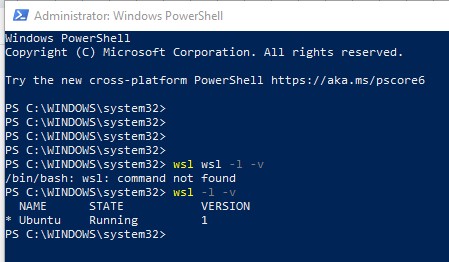 Administrator: Windows PowerShell
Windows PowerShell
Copyright (C) Microsoft Corporation. All rights reserved.
Try the new cross-platform PowerShell https://aka.ms/pscore6
PS C:\WINDOWS\system32>
PS C:\WINDOWS\system32>
PS C:\WINDOWS\system32>
PS C:\WINDOWS\system32>
PS C:\WINDOWS\system32> wsl wsl -l -v
/bin/bash: wsl: command not found
PS C:\WINDOWS\system32> wsl -l -v
  NAME      STATE           VERSION
* Ubuntu    Running         1
PS C:\WINDOWS\system32>